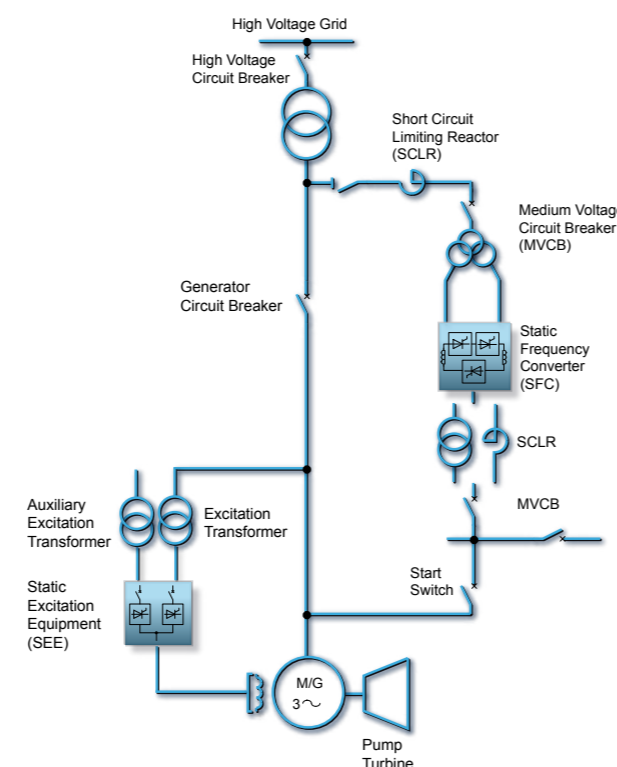 High Voltage Grid
High Voltage
Circuit Breaker
Short Circuit
Limiting Reactor
(SCLR)
Medium Voltag
Circuit Breaker
(MVCB)
Generator
Circuit Breaker
Static
Frequency
Converter
(SFC)
SCLR
MVCB
Auxiliary
Excitation
Transformer
Excitation
Transformer
Start
Switch
Static
Excitation
Equipment
(SEE)
M/G
3~
Pump
Turbine